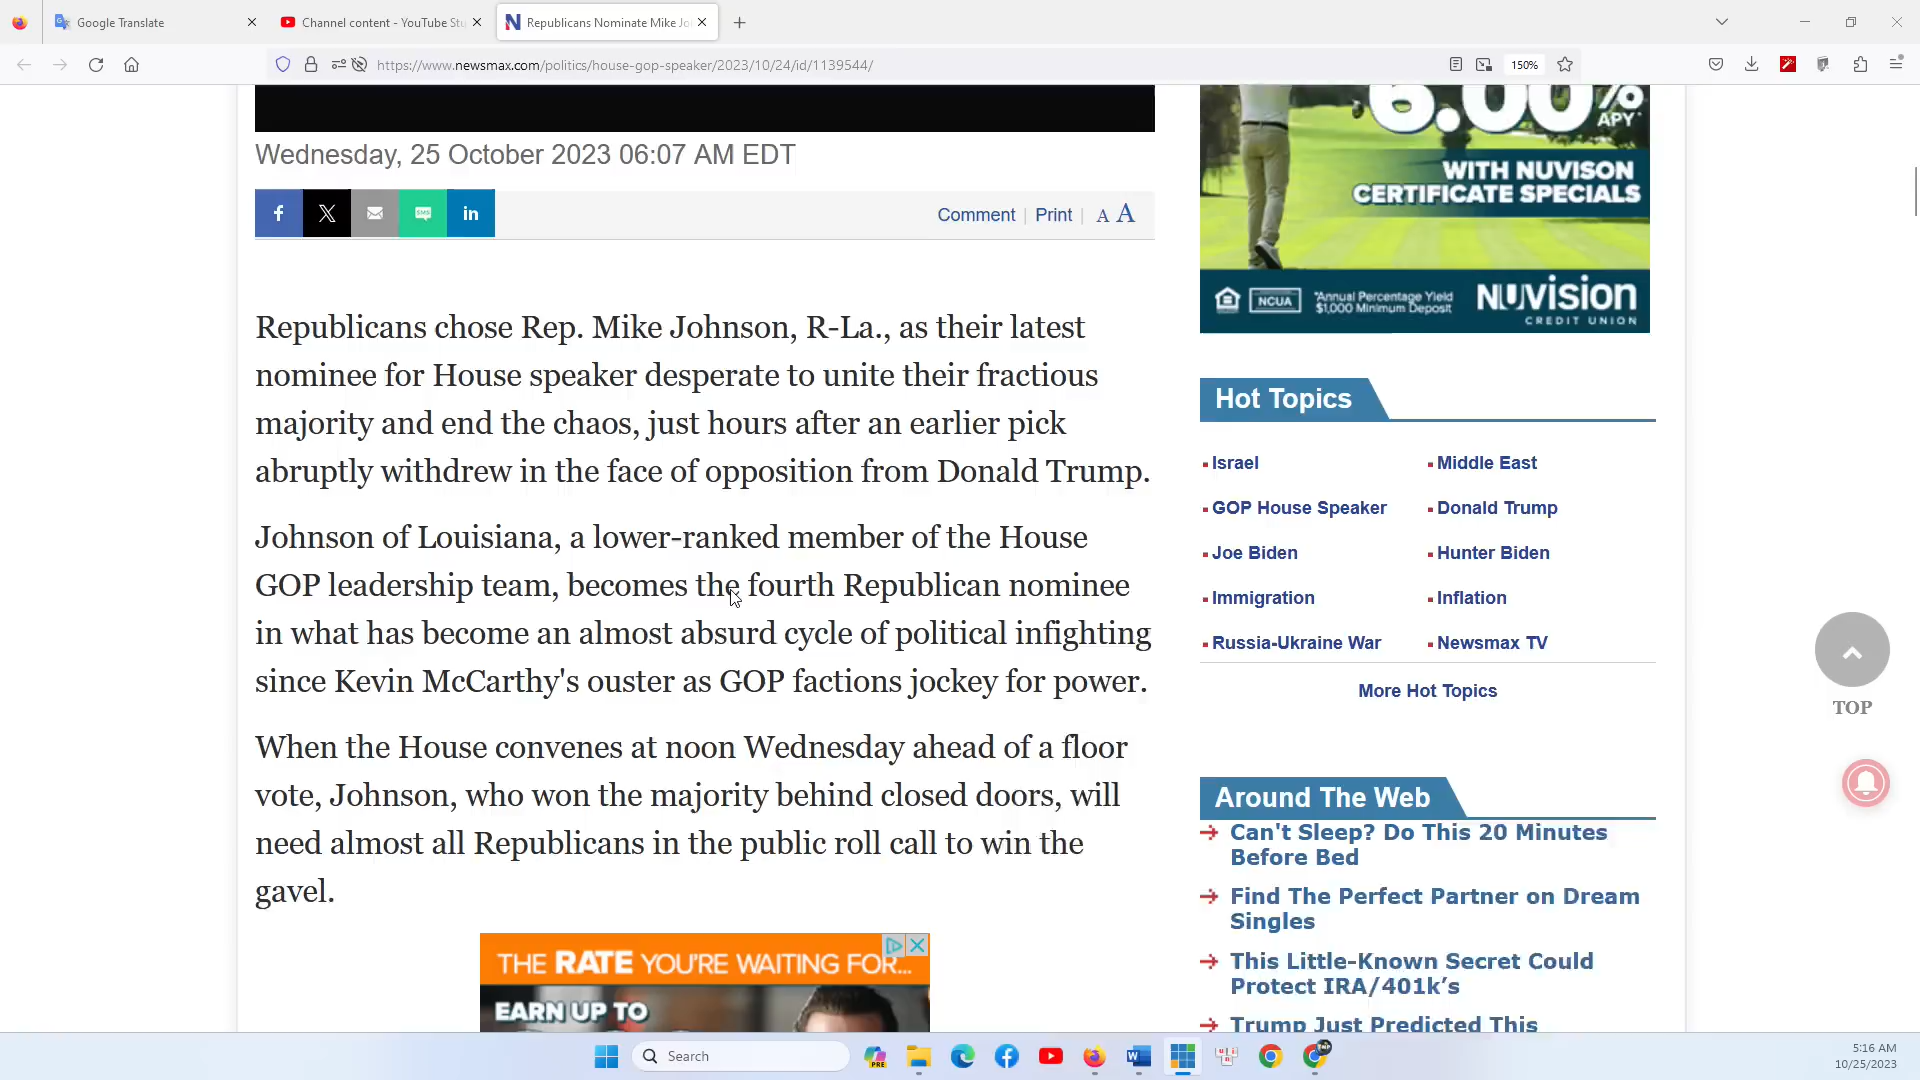 Google Translate
Channel content - YouTube Stu
Republicans Nominate Mike Jo
https://www.newsmax.com/politics/house-gop-speaker/2023/10/24/id/1139544/
150%
Wednesday, 25 October 2023 06:07 AM EDT
Comment | Print | A A
Republicans chose Rep. Mike Johnson, R-La., as their latest
nominee for House speaker desperate to unite their fractious
majority and end the chaos, just hours after an earlier pick
abruptly withdrew in the face of opposition from Donald Trump.
Johnson of Louisiana, a lower-ranked member of the House
GOP leadership team, becomes the fourth Republican nominee
in what has become an almost absurd cycle of political infighting
since Kevin McCarthy's ouster as GOP factions jockey for power.
When the House convenes at noon Wednesday ahead of a floor
vote, Johnson, who won the majority behind closed doors, will
need almost all Republicans in the public roll call to win the
gavel.
THE RATE YOU'RE WAITING FOR...
EARN UP TO
6.00%
APY*
WITH NUVISON
CERTIFICATE SPECIALS
NCUA
*Annual Percentage Yield
$1,000 Minimum Deposit
NUVISION
CREDIT UNION
Hot Topics
Israel
Middle East
GOP House Speaker
Donald Trump
Joe Biden
Hunter Biden
Immigration
Inflation
Russia-Ukraine War
Newsmax TV
More Hot Topics
Around The Web
Can't Sleep? Do This 20 Minutes
Before Bed
Find The Perfect Partner on Dream
Singles
This Little-Known Secret Could
Protect IRA/401k’s
Trump Just Predicted This
TOP
Search
5:16 AM
10/25/2023